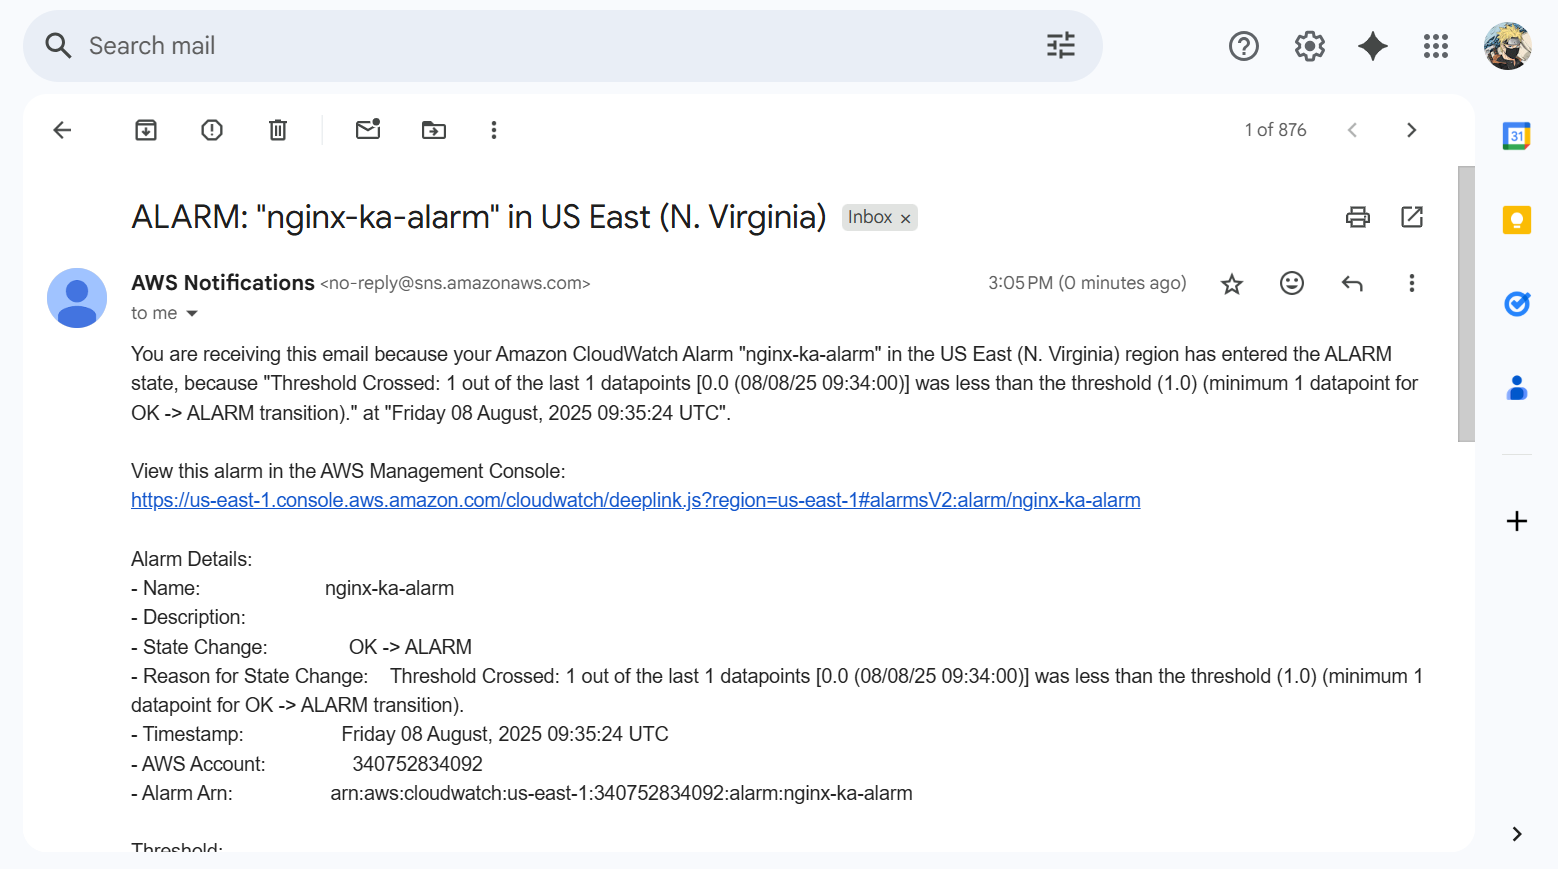 Search mail
1 of 876
ALARM: "nginx-ka-alarm" in US East (N. Virginia) Inbox ×
AWS Notifications <no-reply@sns.amazonaws.com> 3:05 PM (0 minutes ago)
to me
You are receiving this email because your Amazon CloudWatch Alarm "nginx-ka-alarm" in the US East (N. Virginia) region has entered the ALARM
state, because "Threshold Crossed: 1 out of the last 1 datapoints [0.0 (08/08/25 09:34:00)] was less than the threshold (1.0) (minimum 1 datapoint for
OK -> ALARM transition)." at "Friday 08 August, 2025 09:35:24 UTC".
View this alarm in the AWS Management Console:
https://us-east-1.console.aws.amazon.com/cloudwatch/deeplink.js?region=us-east-1#alarmsV2:alarm/nginx-ka-alarm
Alarm Details:
- Name: nginx-ka-alarm
- Description:
- State Change: OK -> ALARM
- Reason for State Change: Threshold Crossed: 1 out of the last 1 datapoints [0.0 (08/08/25 09:34:00)] was less than the threshold (1.0) (minimum 1
datapoint for OK -> ALARM transition).
- Timestamp: Friday 08 August, 2025 09:35:24 UTC
- AWS Account: 340752834092
- Alarm Arn: arn:aws:cloudwatch:us-east-1:340752834092:alarm:nginx-ka-alarm
Threshold:
31